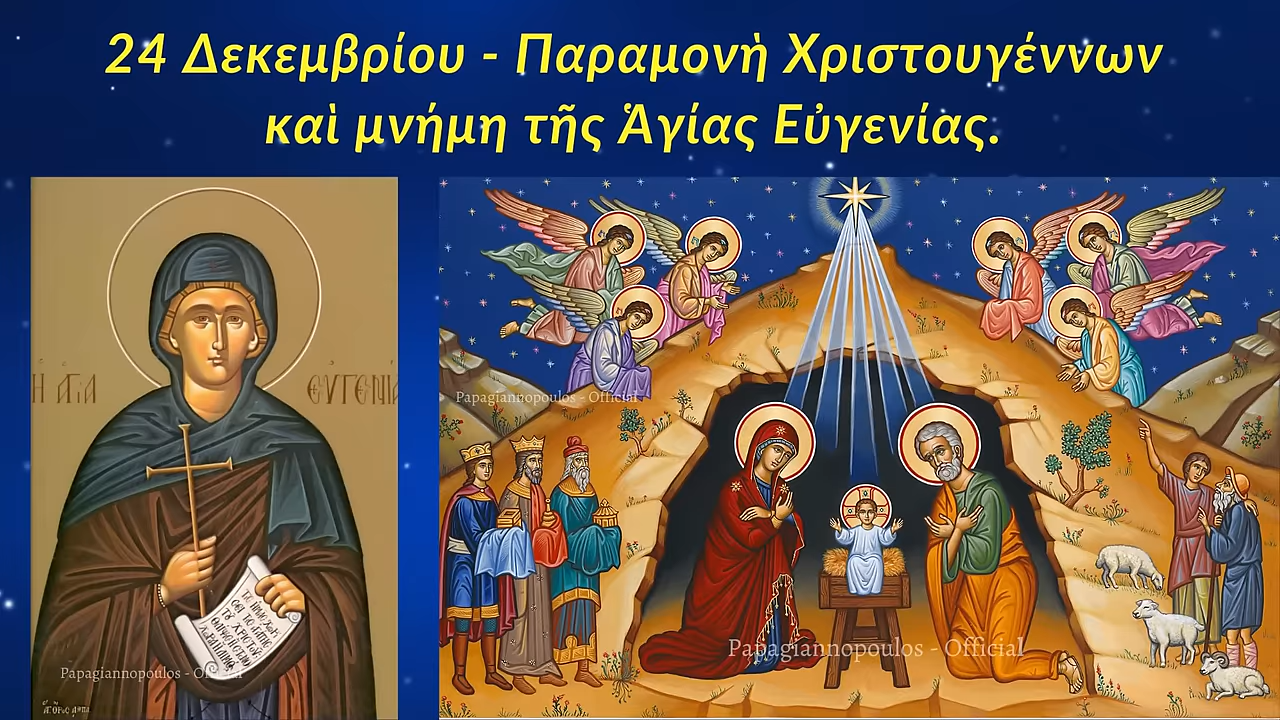 24 Δεκεμβρίου - Παραμονὴ Χριστουγέννων
καὶ μνήμη τῆς Ἁγίας Εὐγενίας.
Η ΑΓΙΑ
ΕΥΓΕΝΙΑ
Papagiannopoulos - Official
Papagiannopoulos - Official
Papagiannopoulos - Official